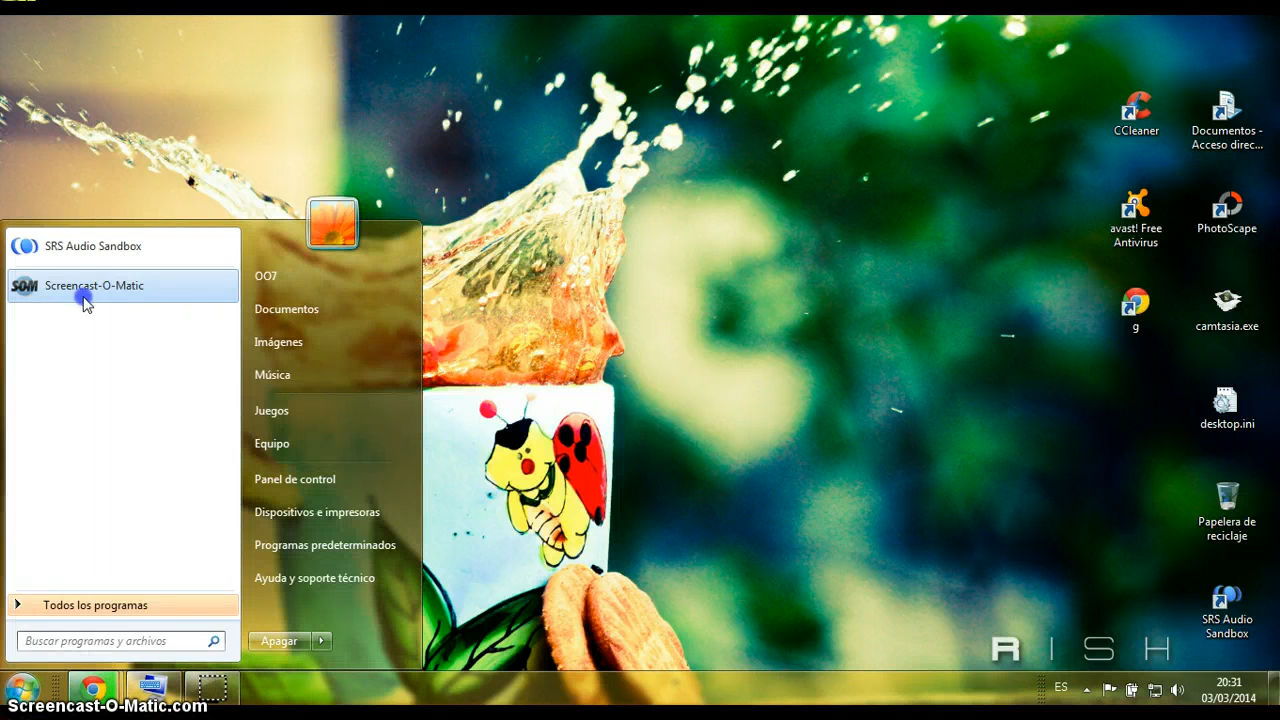 SRS Audio Sandbox
SOM
Screencast-O-Matic
Todos los programas
Buscar programas y archivos
OO7
Documentos
Imágenes
Música
Juegos
Equipo
Panel de control
Dispositivos e impresoras
Programas predeterminados
Ayuda y soporte técnico
Apagar
CCleaner
Documentos -
Acceso direc...
avast! Free
Antivirus
PhotoScape
g
camtasia.exe
desktop.ini
Papelera de
reciclaje
SRS Audio
Sandbox
R I S H
ES
20:31
03/03/2014
Screencast-O-Matic.com